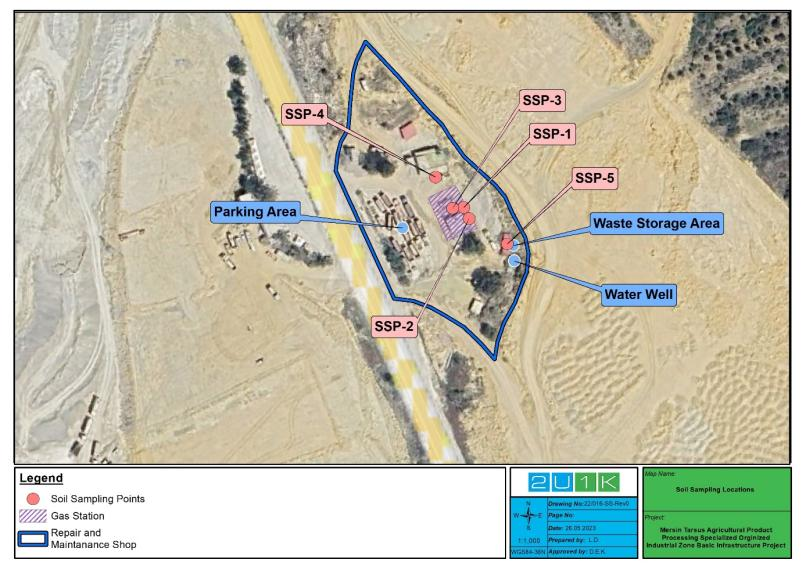 SSP-3
SSP-4
SSP-1
SSP-5
Parking Area
Waste Storage Area
Water Well
SSP-2
Legend
Soil Sampling Points
Gas Station
Repair and
Maintanance Shop
2U1K
N
W E
S
1:1,000
WGS84-36N
Drawing No:22/016-SS-Rev0
Page No:
Date: 26.05.2023
Prepared by: L.D.
Approved by: D.E.K.
Map Name:
Soil Sampling Locations
Project:
Mersin Tarsus Agricultural Product
Processing Specialized Orginized
Industrial Zone Basic Infrastructure Project